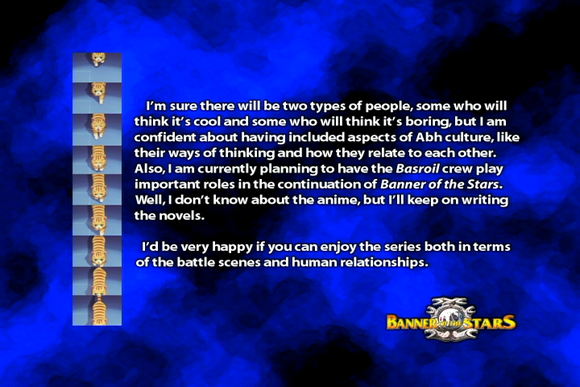 I'm sure there will be two types of people, some who will
think it's cool and some who will think it's boring, but I am
confident about having included aspects of Abh culture, like
their ways of thinking and how they relate to each other.
Also, I am currently planning to have the Basroil crew play
important roles in the continuation of Banner of the Stars.
Well, I don't know about the anime, but I'll keep on writing
the novels.
I'd be very happy if you can enjoy the series both in terms
of the battle scenes and human relationships.
BANNER OF THE STARS